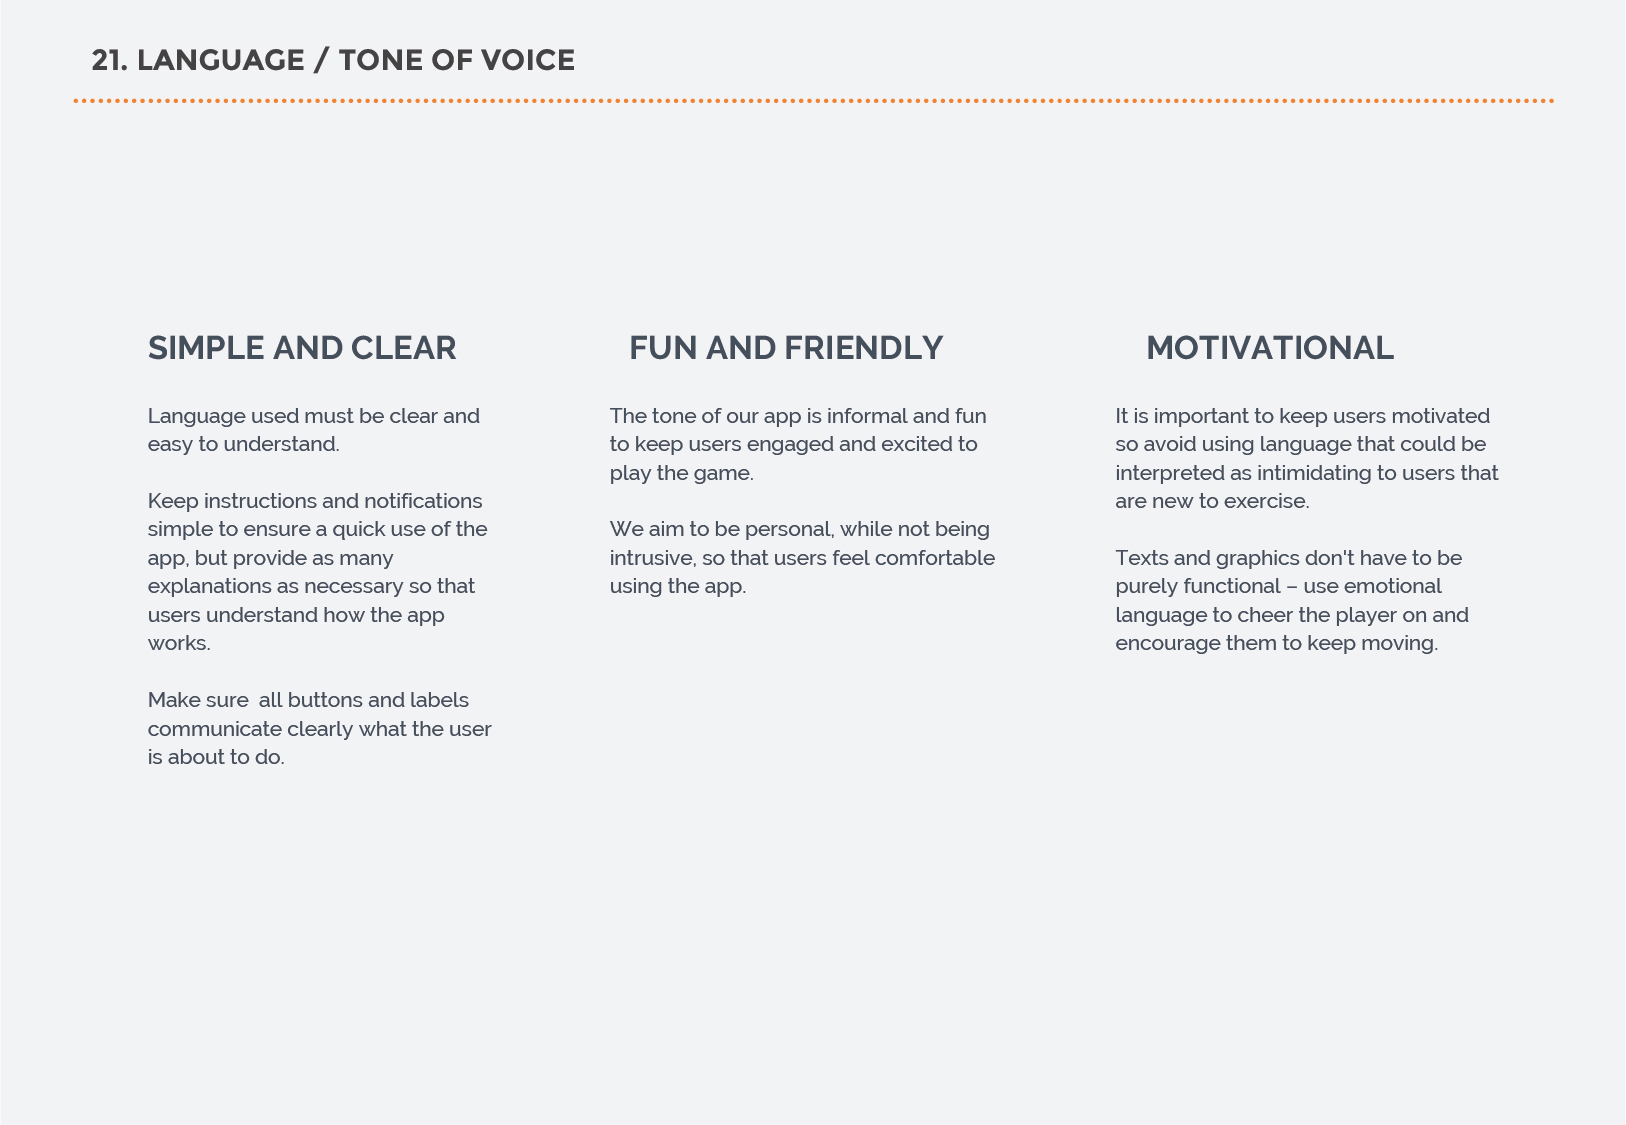 21. LANGUAGE / TONE OF VOICE
SIMPLE AND CLEAR
Language used must be clear and
easy to understand.
Keep instructions and notifications
simple to ensure a quick use of the
app, but provide as many
explanations as necessary so that
users understand how the app
works.
Make sure  all buttons and labels
communicate clearly what the user
is about to do.
FUN AND FRIENDLY
The tone of our app is informal and fun
to keep users engaged and excited to
play the game.
We aim to be personal, while not being
intrusive, so that users feel comfortable
using the app.
MOTIVATIONAL
It is important to keep users motivated
so avoid using language that could be
interpreted as intimidating to users that
are new to exercise.
Texts and graphics don't have to be
purely functional – use emotional
language to cheer the player on and
encourage them to keep moving.